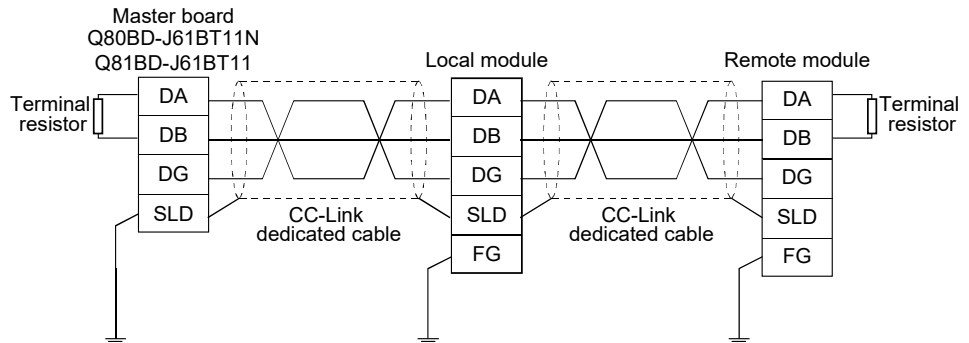 Master board
Q80BD-J61BT11N
Q81BD-J61BT11
Local module
Remote module
Terminal
resistor
DA
DB
DG
SLD
CC-Link
dedicated cable
DA
DB
DG
SLD
FG
CC-Link
dedicated cable
DA
DB
DG
SLD
FG
Terminal
resistor